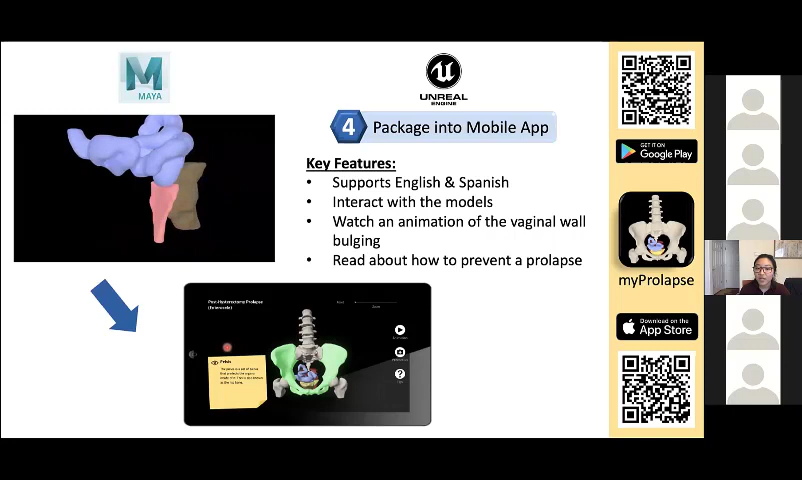 MAYA
UNREAL
ENGINE
4 Package into Mobile App
Key Features:
• Supports English & Spanish
• Interact with the models
• Watch an animation of the vaginal wall
bulging
• Read about how to prevent a prolapse
Post-Hysterectomy Prolapse
(Enterocele)
Pelvis
GET IT ON
Google Play
myProlapse
Download on the
App Store